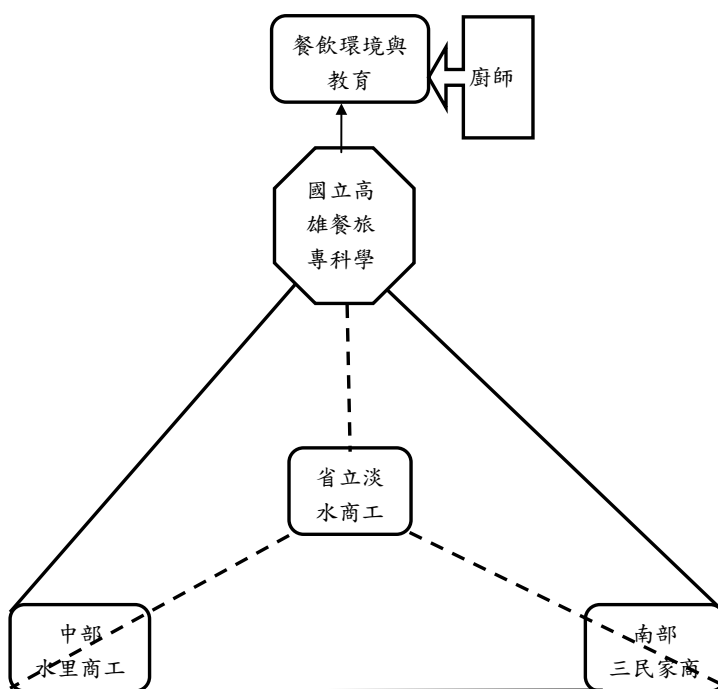 餐飲環境與
教育
廚師
國立高
雄餐旅
專科學
省立淡
水商工
中部
水里商工
南部
三民家商